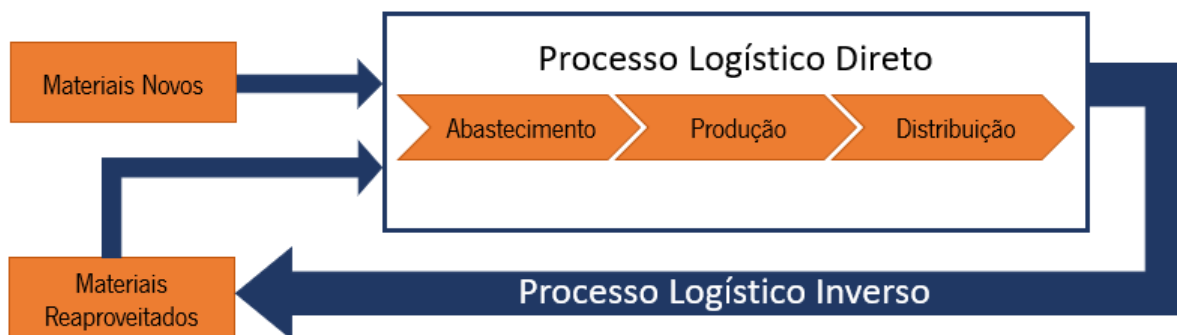 Processo Logístico Direto
Materiais Novos
Abastecimento
Produção
Distribuição
Materiais
Reaproveitados
Processo Logístico Inverso